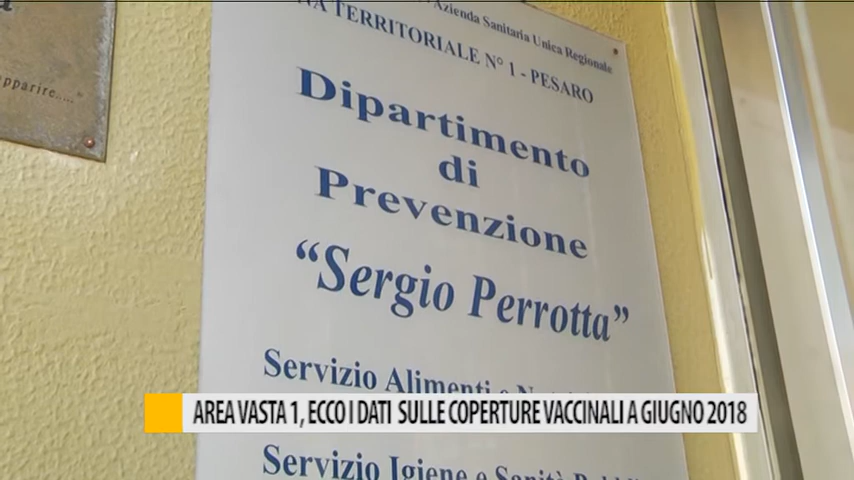 apparire....."
Azienda Sanitaria Unica Regionale
TERRITORIALE N° 1 - PESARO
Dipartimento
di
Prevenzione
"Sergio Perrotta"
Servizio Alimenti e
AREA VASTA 1, ECCO I DATI SULLE COPERTURE VACCINALI A GIUGNO 2018
Servizio Igiene e Sanità